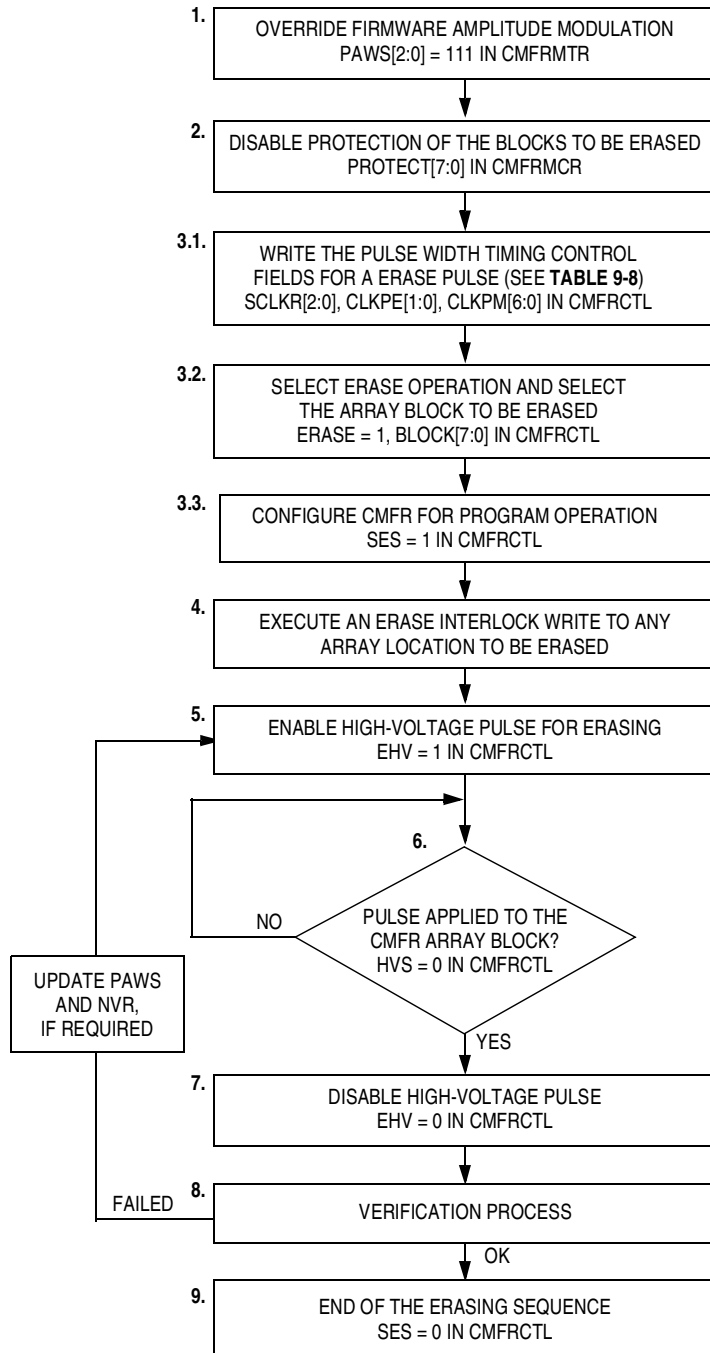 1.
OVERRIDE FIRMWARE AMPLITUDE MODULATION
PAWS[2:0] = 111 IN CMFRMTR
2.
DISABLE PROTECTION OF THE BLOCKS TO BE ERASED
PROTECT[7:0] IN CMFRMCR
3.1.
WRITE THE PULSE WIDTH TIMING CONTROL
FIELDS FOR A ERASE PULSE (SEE TABLE 9-8)
SCLKR[2:0], CLKPE[1:0], CLKPM[6:0] IN CMFRCTL
3.2.
SELECT ERASE OPERATION AND SELECT
THE ARRAY BLOCK TO BE ERASED
ERASE = 1, BLOCK[7:0] IN CMFRCTL
3.3.
CONFIGURE CMFR FOR PROGRAM OPERATION
SES = 1 IN CMFRCTL
4.
EXECUTE AN ERASE INTERLOCK WRITE TO ANY
ARRAY LOCATION TO BE ERASED
5.
ENABLE HIGH-VOLTAGE PULSE FOR ERASING
EHV = 1 IN CMFRCTL
6.
NO
PULSE APPLIED TO THE
CMFR ARRAY BLOCK?
HVS = 0 IN CMFRCTL
YES
UPDATE PAWS
AND NVR,
IF REQUIRED
7.
DISABLE HIGH-VOLTAGE PULSE
EHV = 0 IN CMFRCTL
FAILED
8.
VERIFICATION PROCESS
OK
9.
END OF THE ERASING SEQUENCE
SES = 0 IN CMFRCTL